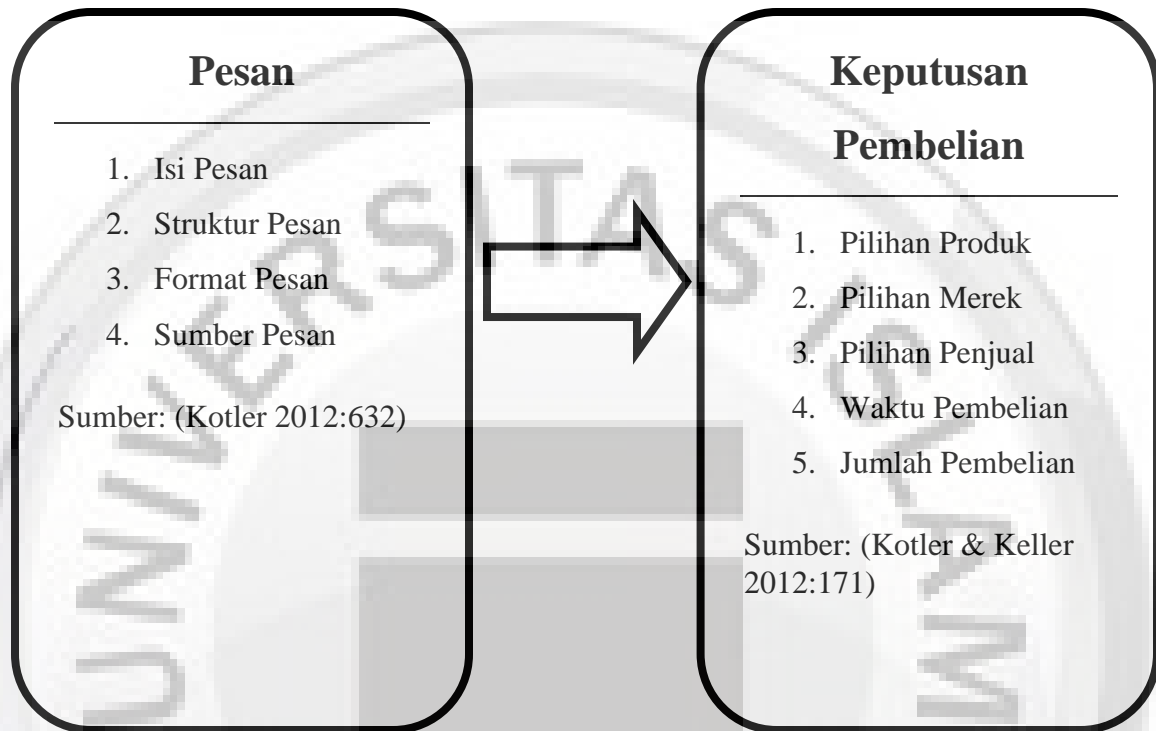 Pesan
1. Isi Pesan
2. Struktur Pesan
3. Format Pesan
4. Sumber Pesan
Sumber: (Kotler 2012:632)
Keputusan
Pembelian
1. Pilihan Produk
2. Pilihan Merek
3. Pilihan Penjual
4. Waktu Pembelian
5. Jumlah Pembelian
Sumber: (Kotler & Keller
2012:171)
UNIVERSITAS ISLAM